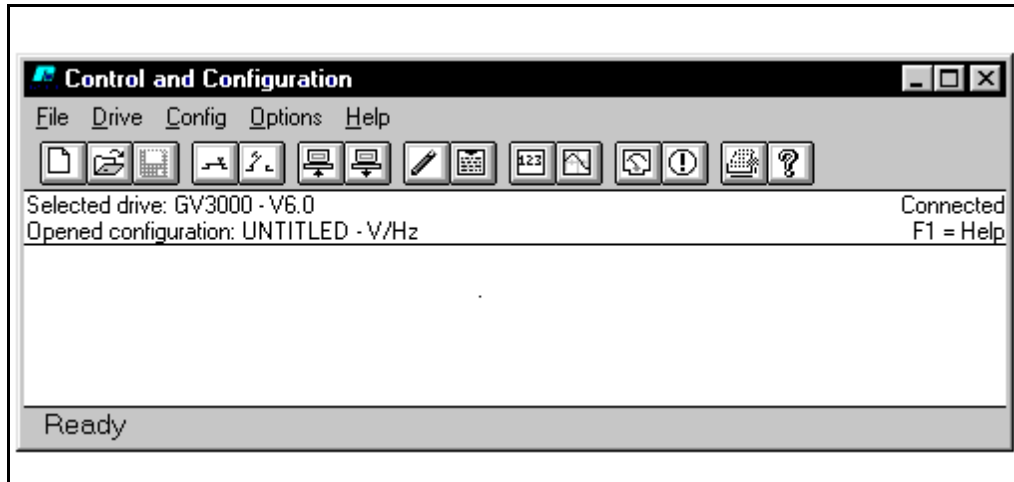 Control and Configuration
File Drive Config Options Help
123
Selected drive: GV3000 - V6.0 Connected
Opened configuration: UNTITLED - V/Hz F1 = Help
Ready